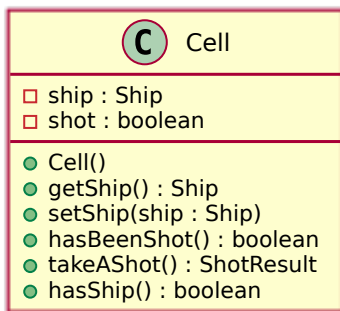 C Cell
ship : Ship
shot : boolean
Cell()
getShip() : Ship
setShip(ship : Ship)
hasBeenShot() : boolean
takeAShot() : ShotResult
hasShip() : boolean